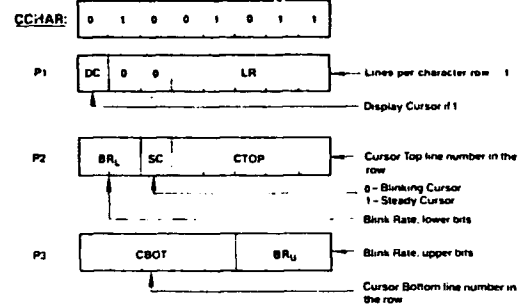 CCHAR: 0 1 0 0 1 0 1 1
P1 DC 0 0 LR Lines per character row 1
Display Cursor if 1
P2 BRL SC CTOP Cursor Top line number in the
row
0 – Blinking Cursor
1 – Steady Cursor
Blink Rate, lower bits
P3 CBOT BRU Blink Rate, upper bits
Cursor Bottom line number in
the row